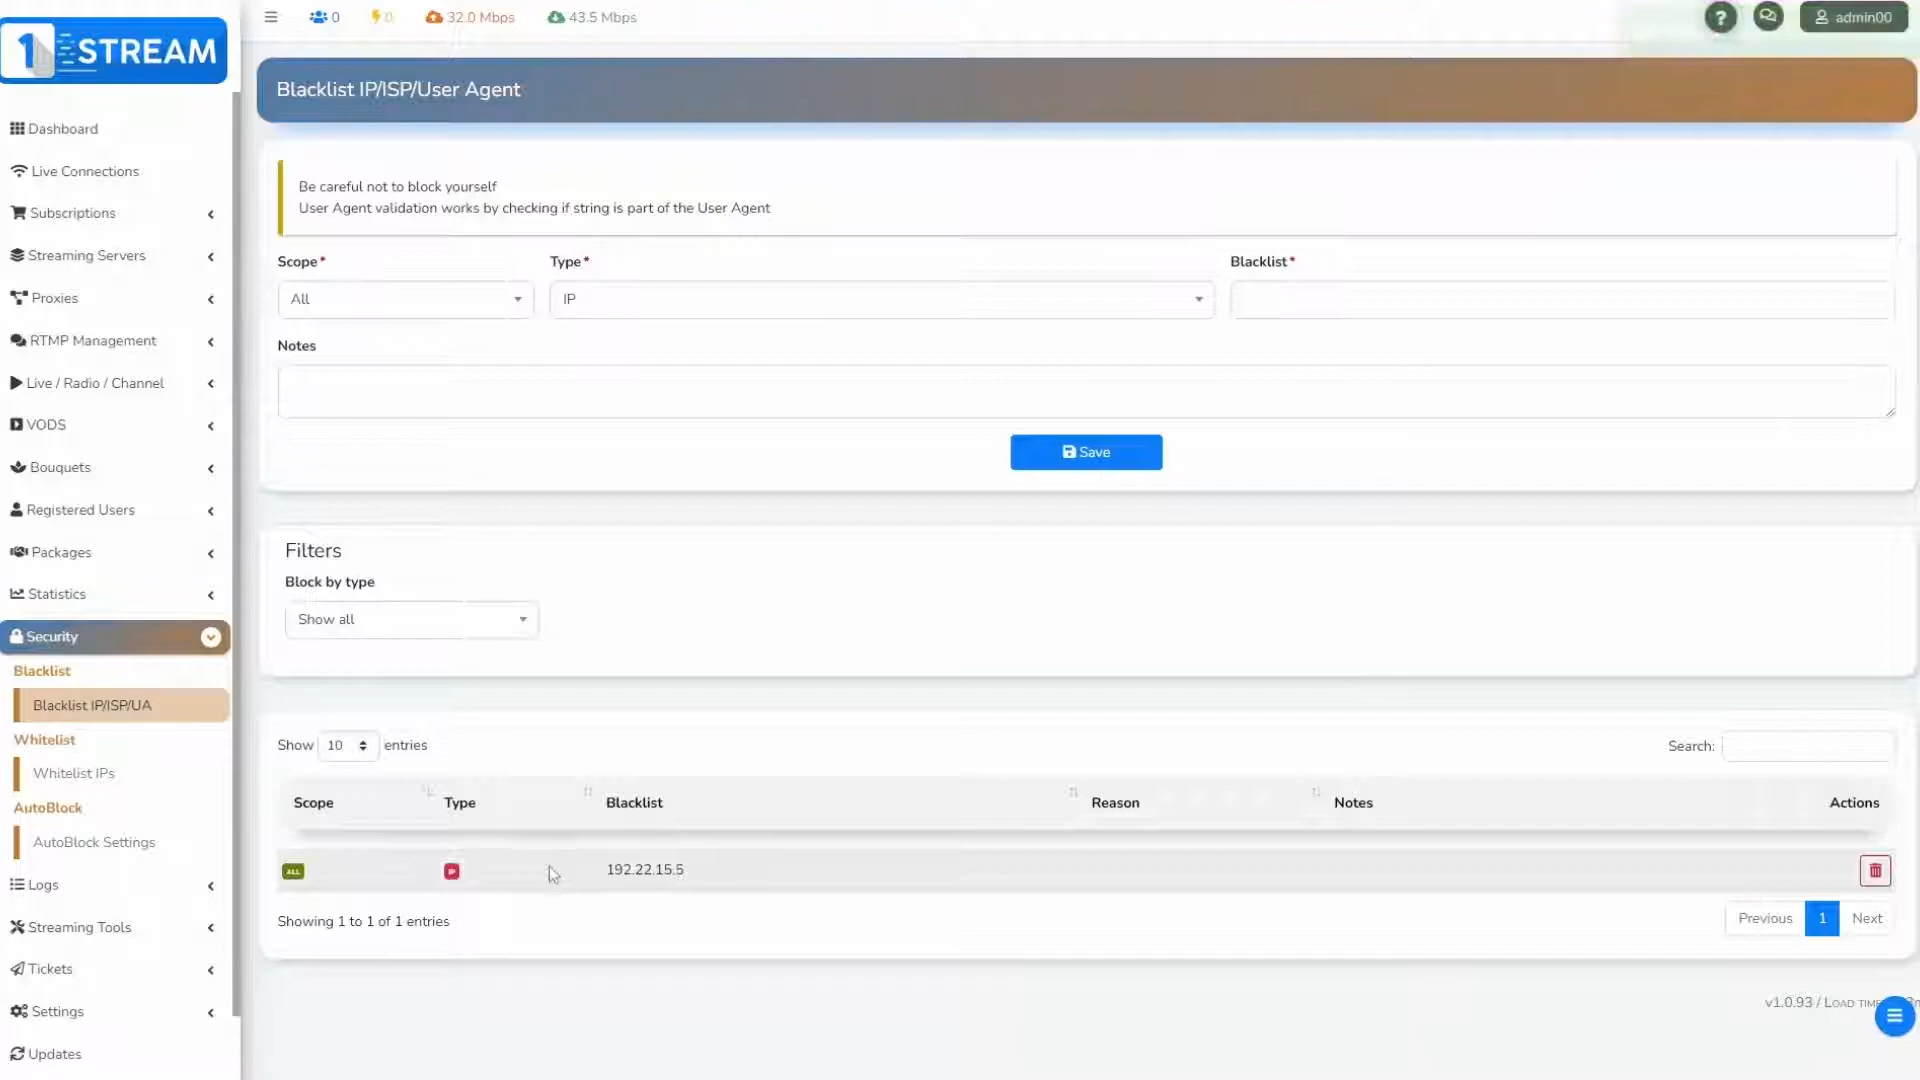 1 STREAM
0
0
32.0 Mbps
43.5 Mbps
?
admin00
Blacklist IP/ISP/User Agent
Dashboard
Live Connections
Subscriptions
Streaming Servers
Proxies
RTMP Management
Live / Radio / Channel
VODS
Bouquets
Registered Users
Packages
Statistics
Security
Blacklist
Blacklist IP/ISP/UA
Whitelist
Whitelist IPs
AutoBlock
AutoBlock Settings
Logs
Streaming Tools
Tickets
Settings
Updates
Be careful not to block yourself
User Agent validation works by checking if string is part of the User Agent
Scope*
Type*
Blacklist*
All
IP
Notes
Save
Filters
Block by type
Show all
Show 10 entries
Search:
Scope
Type
Blacklist
Reason
Notes
Actions
ALL
IP
192.22.15.5
Showing 1 to 1 of 1 entries
Previous
1
Next
v1.0.93 / LOAD TIME